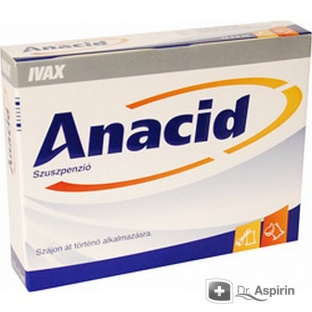 IVAX
Anacid
Szuszpenzió
Szájon át történő alkalmazásra.
Dr. Aspirin